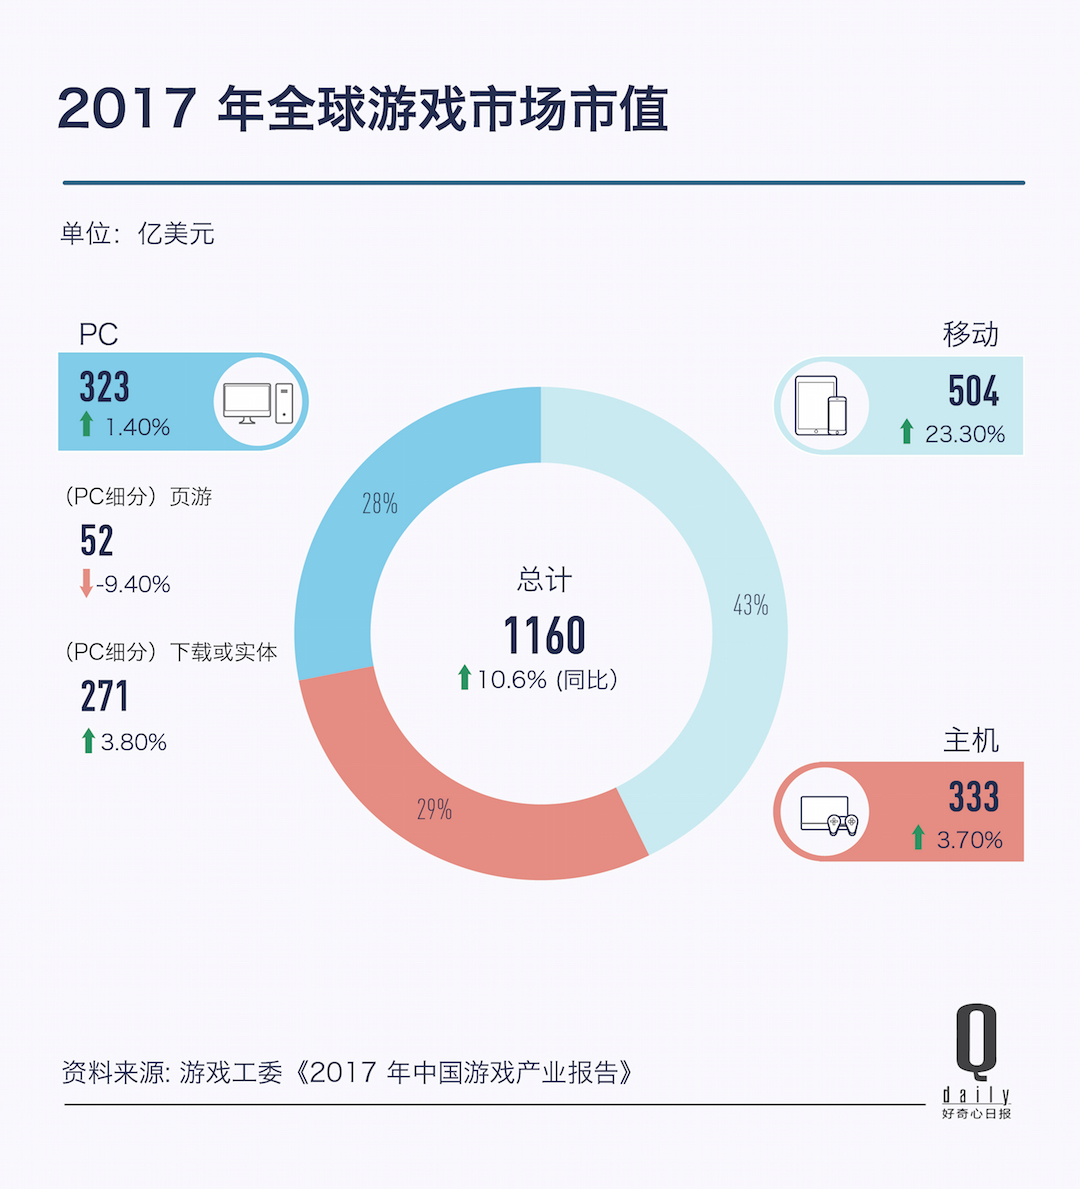 2017 年全球游戏市场市值
单位：亿美元
PC
323
1.40%
(PC细分）页游
52
-9.40%
(PC细分）下载或实体
271
3.80%
移动
504
23.30%
28%
43%
29%
总计
1160
10.6% (同比）
主机
333
3.70%
资料来源: 游戏工委《2017 年中国游戏产业报告》
Q
daily
好奇心日报